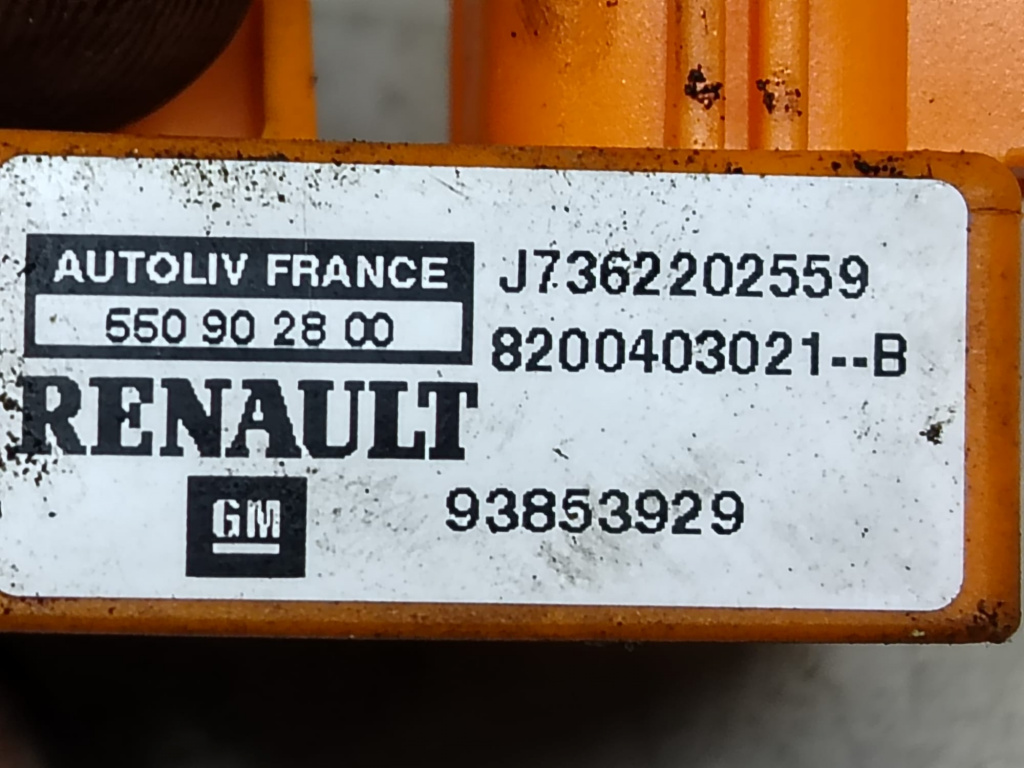 AUTOLIV FRANCE
550 90 28 00
J7362202559
8200403021--B
RENAULT
GM
93853929